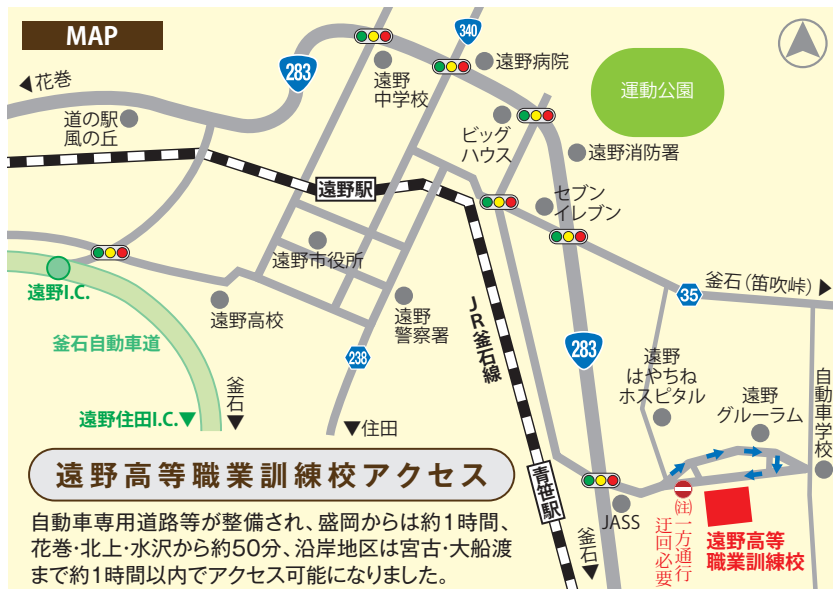 MAP
340
283
遠野病院
遠野
中学校
運動公園
◀花巻
道の駅
風の丘
ビッグ
ハウス
遠野消防署
遠野駅
セブン
イレブン
遠野市役所
遠野I.C.
遠野高校
遠野
警察署
JR釜石線
35
釜石(笛吹峠)▶
釜石自動車道
238
283
遠野
はやちね
ホスピタル
遠野
グルーラム
自動車学校
釜石▼
遠野住田I.C.▼
▼住田
遠野高等職業訓練校アクセス
青笹駅
自動車専用道路等が整備され、盛岡からは約1時間、
花巻・北上・水沢から約50分、沿岸地区は宮古・大船渡
まで約1時間以内でアクセス可能になりました。
釜石▼
JASS
㊟一方通行
迂回必要
遠野高等
職業訓練校